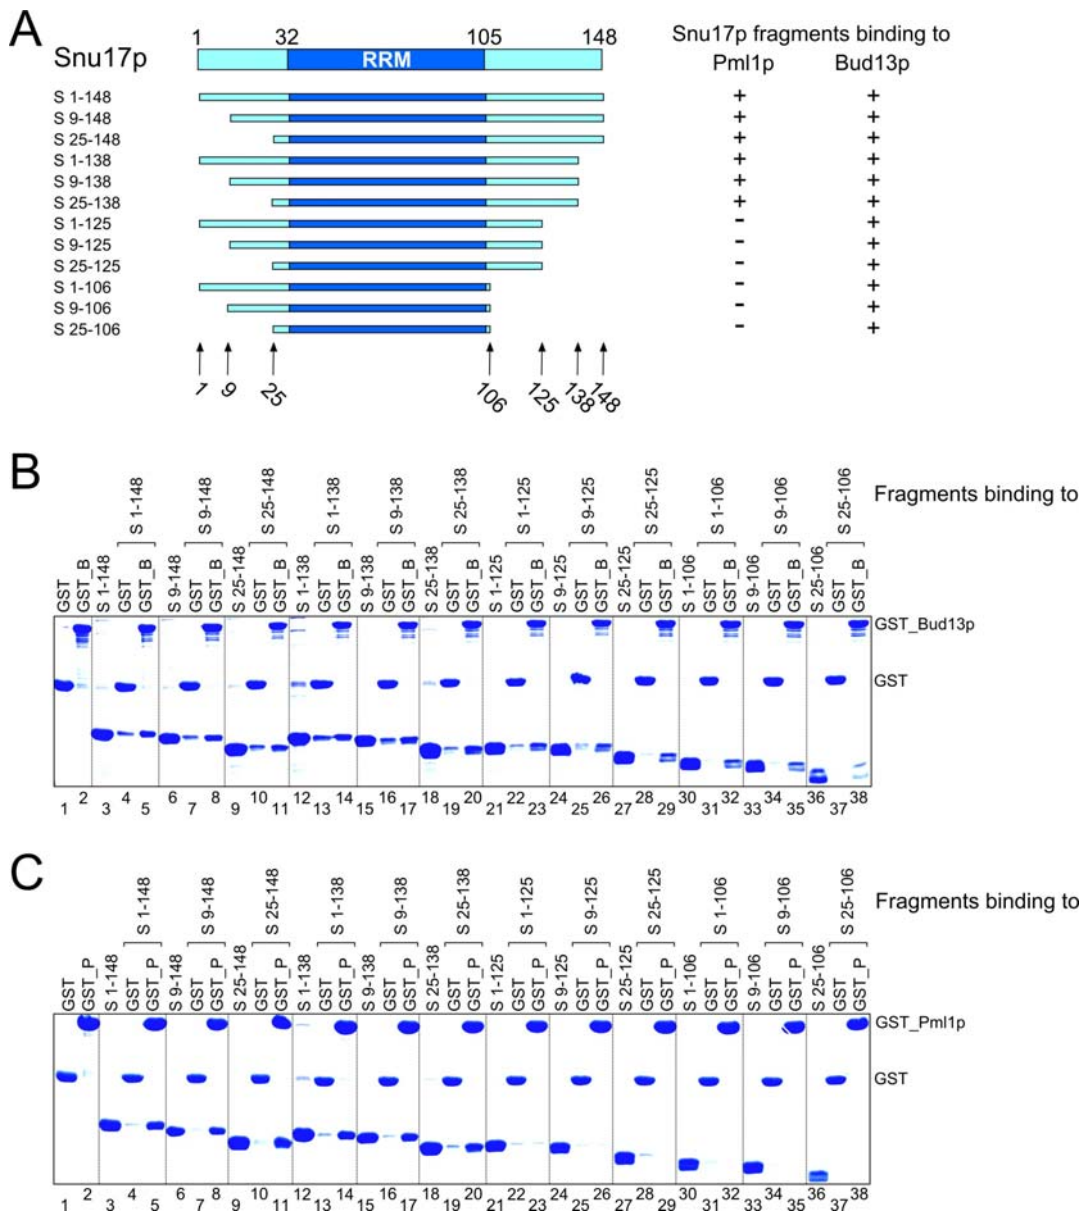 A
1 32 105 148
Snu17p RRM
Snu17p fragments binding to
Pml1p Bud13p
S 1-148 + +
S 9-148 + +
S 25-148 + +
S 1-138 + +
S 9-138 + +
S 25-138 + +
S 1-125 - +
S 9-125 - +
S 25-125 - +
S 1-106 - +
S 9-106 - +
S 25-106 - +
1 9 25 106 125 138 148
B
S 1-148 S 9-148 S 25-148 S 1-138 S 9-138 S 25-138 S 1-125 S 9-125 S 25-125 S 1-106 S 9-106 S 25-106
Fragments binding to
GST GST_B S 1-148 GST GST_B S 9-148 GST GST_B S 25-148 GST GST_B S 1-138 GST GST_B S 9-138 GST GST_B S 25-138 GST GST_B S 1-125 GST GST_B S 9-125 GST GST_B S 25-125 GST GST_B S 1-106 GST GST_B S 9-106 GST GST_B S 25-106 GST GST_B
GST_Bud13p
GST
1 2 3 4 5 6 7 8 9 10 11 12 13 14 15 16 17 18 19 20 21 22 23 24 25 26 27 28 29 30 31 32 33 34 35 36 37 38
C
S 1-148 S 9-148 S 25-148 S 1-138 S 9-138 S 25-138 S 1-125 S 9-125 S 25-125 S 1-106 S 9-106 S 25-106
Fragments binding to
GST GST_P S 1-148 GST GST_P S 9-148 GST GST_P S 25-148 GST GST_P S 1-138 GST GST_P S 9-138 GST GST_P S 25-138 GST GST_P S 1-125 GST GST_P S 9-125 GST GST_P S 25-125 GST GST_P S 1-106 GST GST_P S 9-106 GST GST_P S 25-106 GST GST_P
GST_Pml1p
GST
1 2 3 4 5 6 7 8 9 10 11 12 13 14 15 16 17 18 19 20 21 22 23 24 25 26 27 28 29 30 31 32 33 34 35 36 37 38